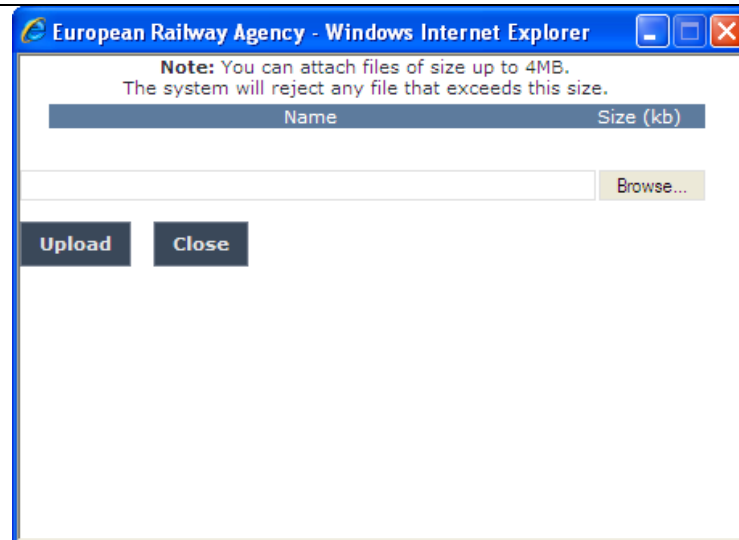 European Railway Agency - Windows Internet Explorer
Note: You can attach files of size up to 4MB.
The system will reject any file that exceeds this size.
Name Size (kb)
Browse...
Upload Close